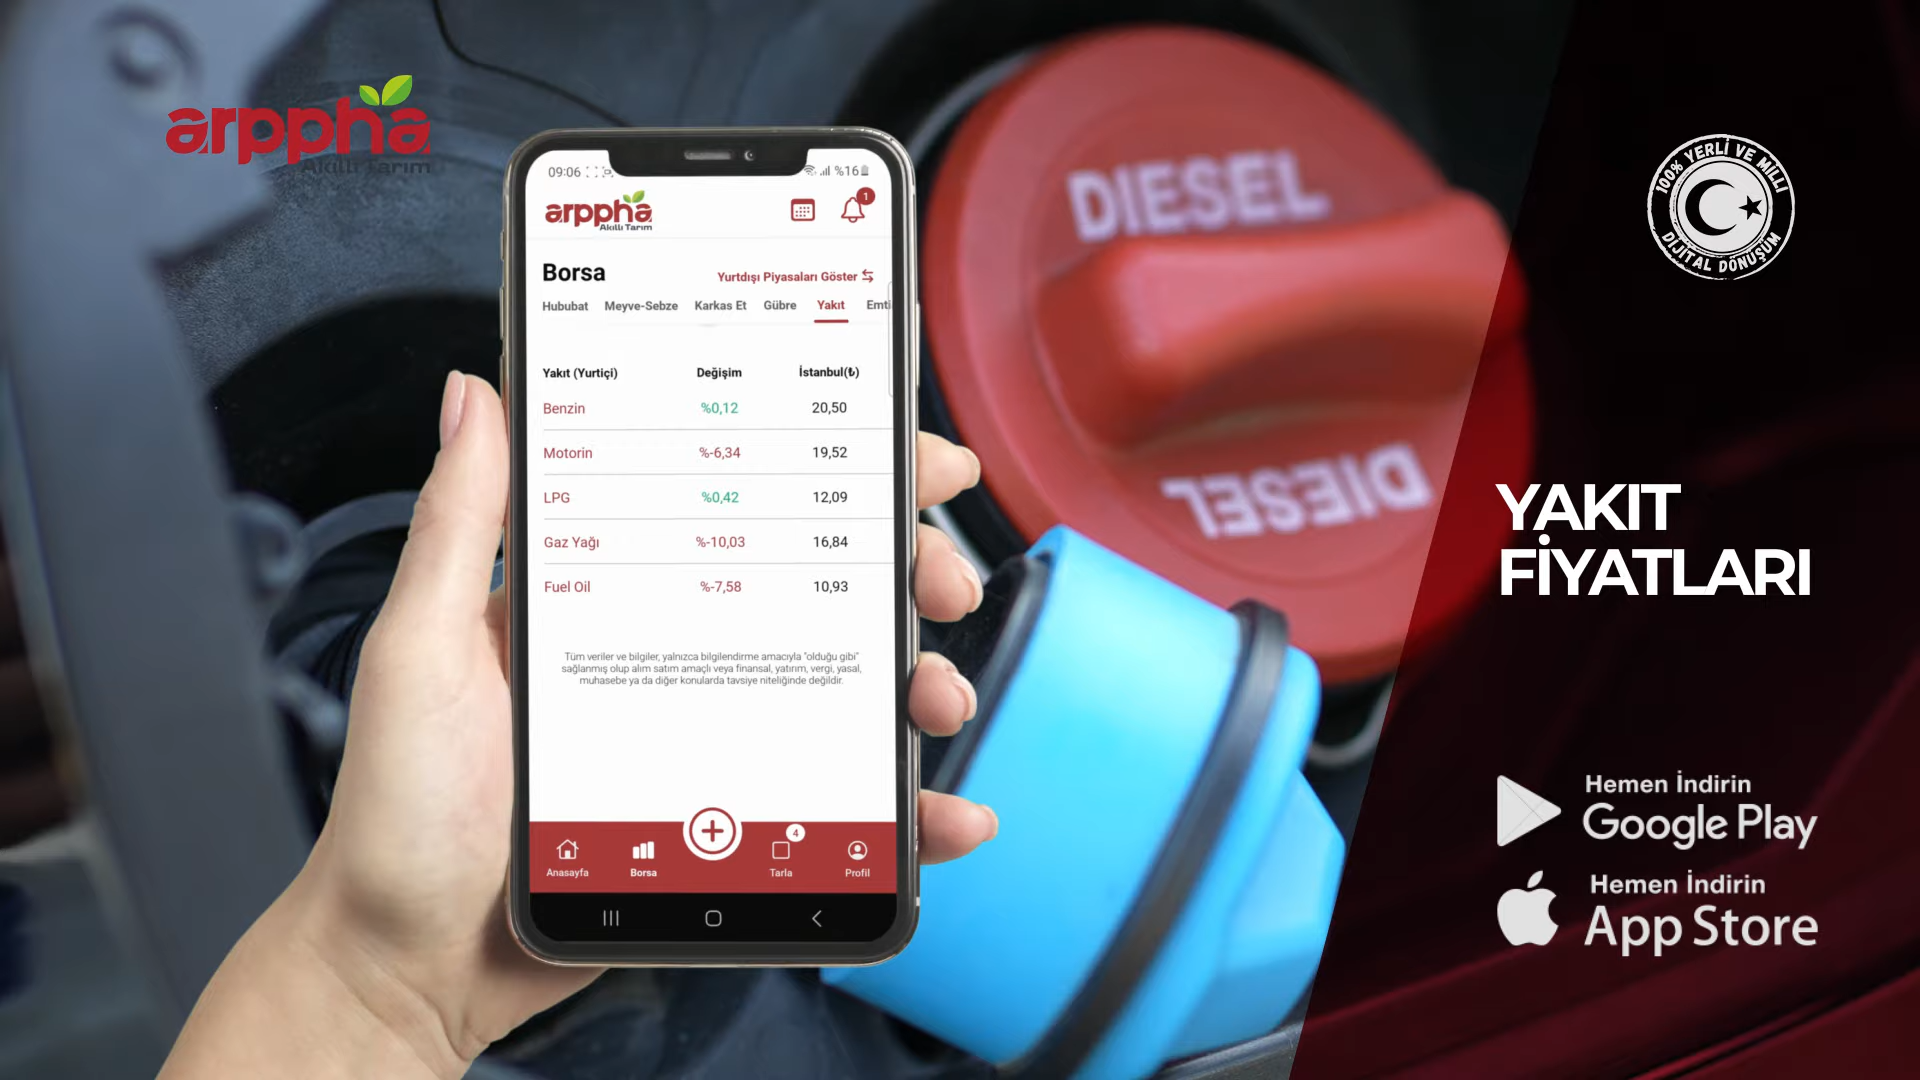 arppha
Akıllı Tarım
09:06 %16
arppha
Akıllı Tarım
1
Borsa
Yurtdışı Piyasaları Göster
Hububat Meyve-Sebze Karkas Et Gübre Yakıt Emti
Yakıt (Yurtiçi) Değişim İstanbul(₺)
Benzin %0,12 20,50
Motorin %-6,34 19,52
LPG %0,42 12,09
Gaz Yağı %-10,03 16,84
Fuel Oil %-7,58 10,93
Tüm veriler ve bilgiler, yalnızca bilgilendirme amacıyla "olduğu gibi"
sağlanmış olup alım satım amaçlı veya finansal, yatırım, vergi, yasal,
muhasebe ya da diğer konularda tavsiye niteliğinde değildir.
4
Anasayfa Borsa Tarla Profil
DIESEL
DIESEL
100% YERLİ VE MİLLİ
DİJİTAL DÖNÜŞÜM
YAKIT
FİYATLARI
Hemen İndirin
Google Play
Hemen İndirin
App Store